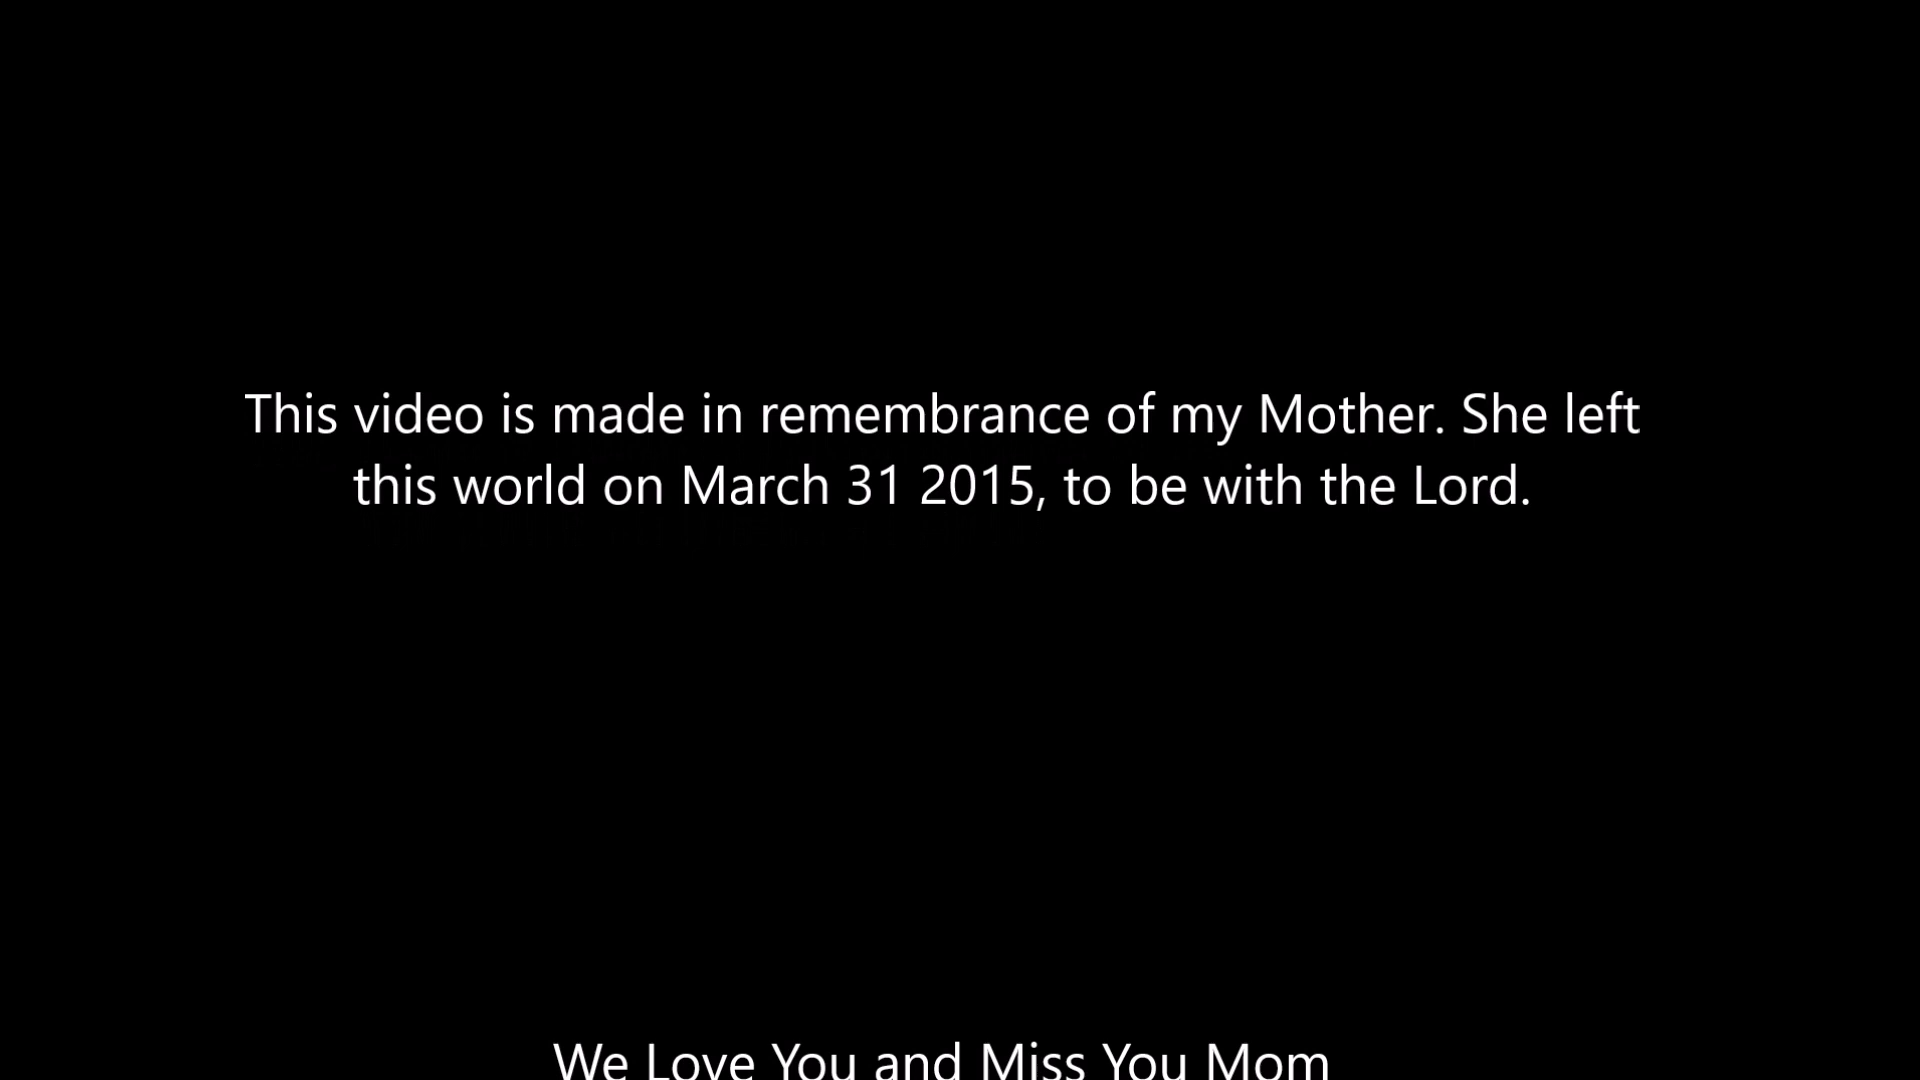 This video is made in remembrance of my Mother. She left
this world on March 31 2015, to be with the Lord.
We Love You and Miss You Mom